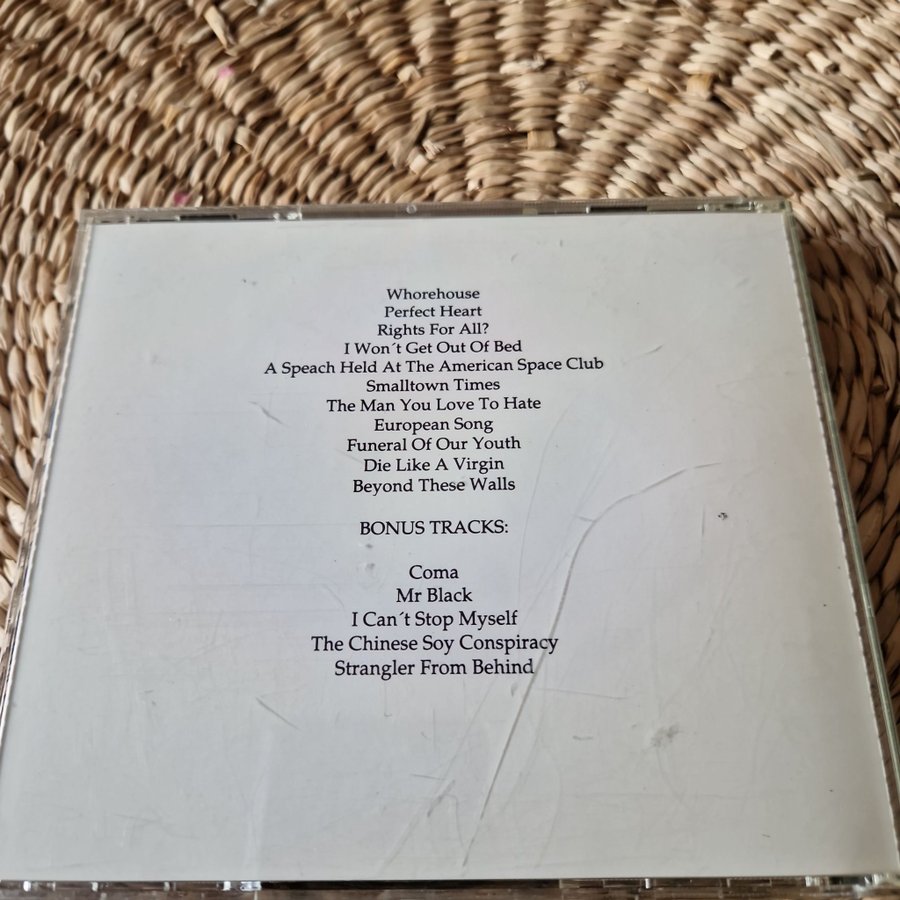 Whorehouse
Perfect Heart
Rights For All?
I Won´t Get Out Of Bed
A Speach Held At The American Space Club
Smalltown Times
The Man You Love To Hate
European Song
Funeral Of Our Youth
Die Like A Virgin
Beyond These Walls
BONUS TRACKS:
Coma
Mr Black
I Can´t Stop Myself
The Chinese Soy Conspiracy
Strangler From Behind